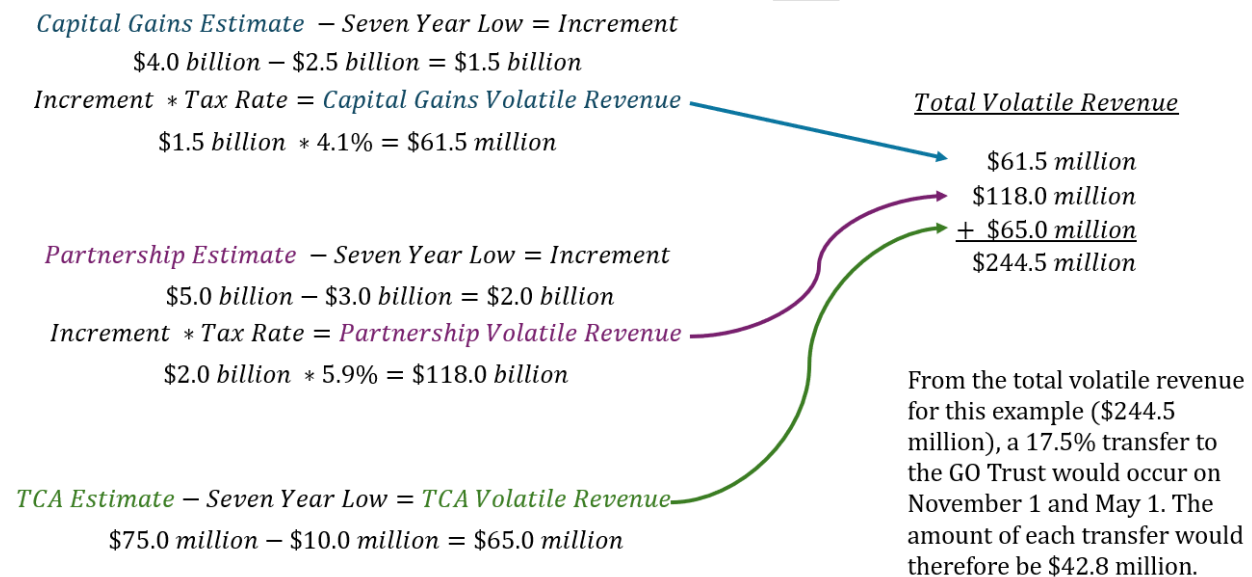 Capital Gains Estimate − Seven Year Low = Increment
$4.0 billion − $2.5 billion = $1.5 billion
Increment ∗ Tax Rate = Capital Gains Volatile Revenue
$1.5 billion ∗ 4.1% = $61.5 million
Partnership Estimate − Seven Year Low = Increment
$5.0 billion − $3.0 billion = $2.0 billion
Increment ∗ Tax Rate = Partnership Volatile Revenue
$2.0 billion ∗ 5.9% = $118.0 billion
TCA Estimate − Seven Year Low = TCA Volatile Revenue
$75.0 million − $10.0 million = $65.0 million
Total Volatile Revenue
$61.5 million
$118.0 million
+ $65.0 million
$244.5 million
From the total volatile revenue
for this example ($244.5
million), a 17.5% transfer to
the GO Trust would occur on
November 1 and May 1. The
amount of each transfer would
therefore be $42.8 million.